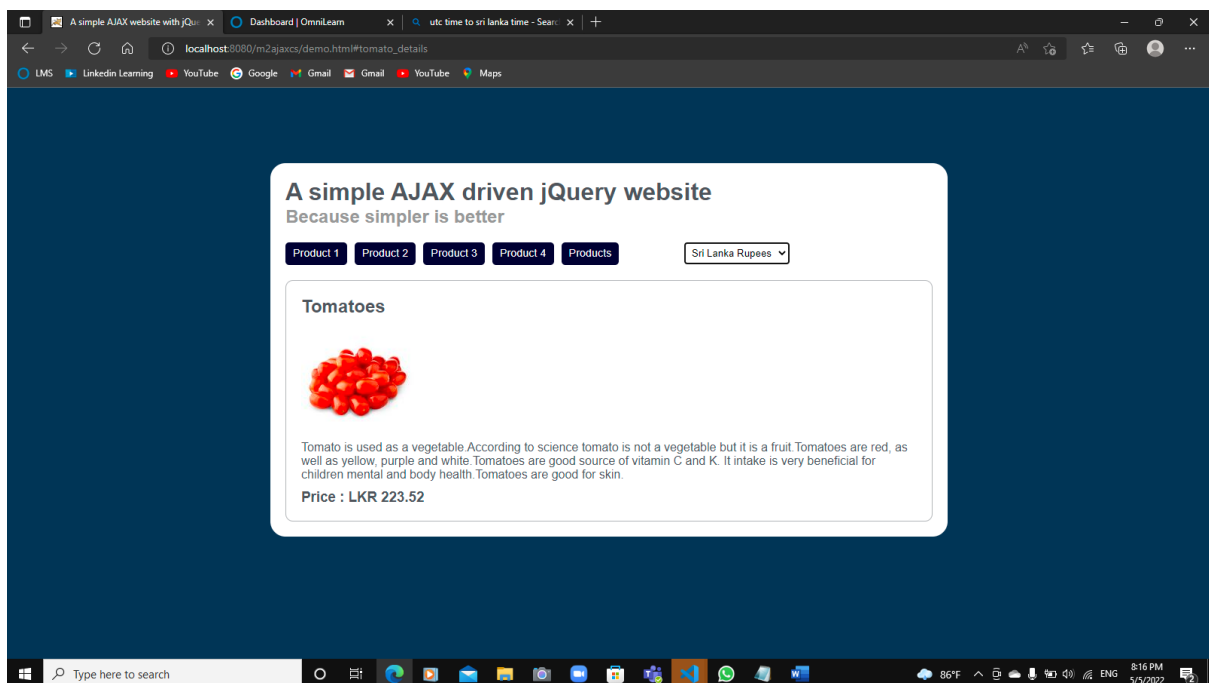 A simple AJAX website with jQue
Dashboard | OmniLearn
utc time to sri lanka time - Searc
localhost:8080/m2ajaxcs/demo.html#tomato_details
LMS
Linkedin Learning
YouTube
Google
Gmail
Gmail
YouTube
Maps
A simple AJAX driven jQuery website
Because simpler is better
Product 1
Product 2
Product 3
Product 4
Products
Sri Lanka Rupees
Tomatoes
Tomato is used as a vegetable.According to science tomato is not a vegetable but it is a fruit.Tomatoes are red, as
well as yellow, purple and white.Tomatoes are good source of vitamin C and K. It intake is very beneficial for
children mental and body health.Tomatoes are good for skin.
Price : LKR 223.52
Type here to search
86°F
ENG
8:16 PM
5/5/2022
2